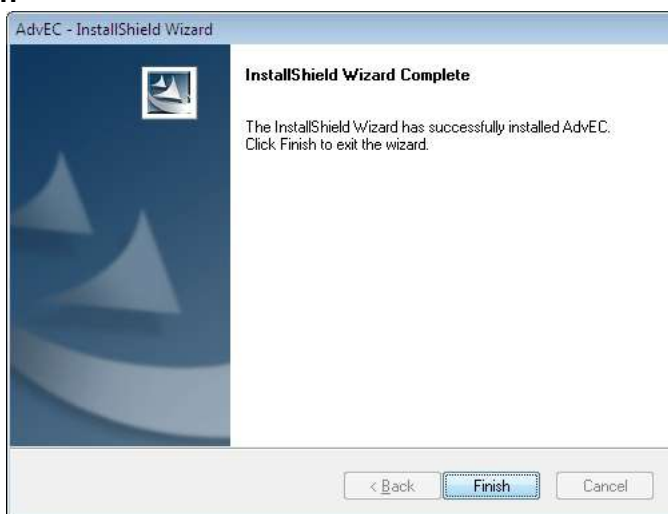 AdvEC - InstallShield Wizard
InstallShield Wizard Complete
The InstallShield Wizard has successfully installed AdvEC.
Click Finish to exit the wizard.
< Back
Finish
Cancel